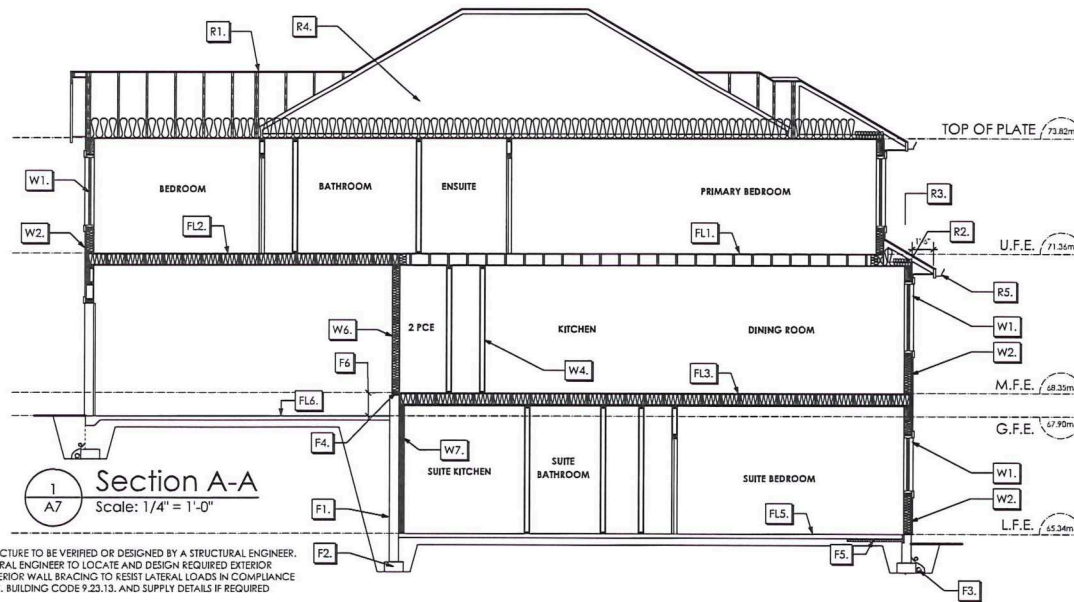 R1.
R4.
TOP OF PLATE 73.82m
W1.
BEDROOM
BATHROOM
ENSUITE
PRIMARY BEDROOM
R3.
W2.
FL2.
FL1.
1'6"
R2.
U.F.E. 71.36m
R5.
W6.
2 PCE
KITCHEN
DINING ROOM
W1.
F6
W4.
W2.
FL3.
M.F.E. 68.35m
FL6.
G.F.E. 67.90m
F4.
W7.
SUITE KITCHEN
SUITE
BATHROOM
SUITE BEDROOM
W1.
1
A7
Section A-A
Scale: 1/4" = 1'-0"
W2.
F1.
FL5.
L.F.E. 65.34m
F2.
F5.
F3.
CTURE TO BE VERIFIED OR DESIGNED BY A STRUCTURAL ENGINEER.
RAL ENGINEER TO LOCATE AND DESIGN REQUIRED EXTERIOR
ERIOR WALL BRACING TO RESIST LATERAL LOADS IN COMPLIANCE
. BUILDING CODE 9.23.13. AND SUPPLY DETAILS IF REQUIRED